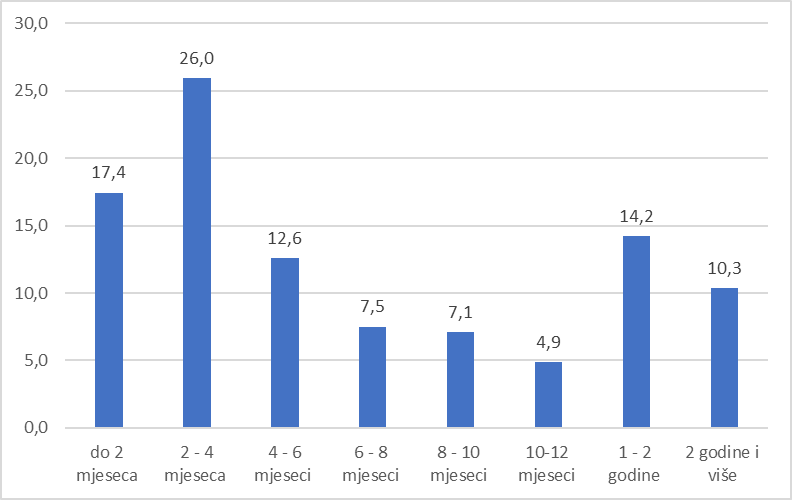 30,0
25,0
20,0
15,0
10,0
5,0
0,0
17,4
26,0
12,6
7,5
7,1
4,9
14,2
10,3
do 2
mjeseca
2 - 4
mjeseca
4 - 6
mjeseci
6 - 8
mjeseci
8 - 10
mjeseci
10-12
mjeseci
1 - 2
godine
2 godine i
više